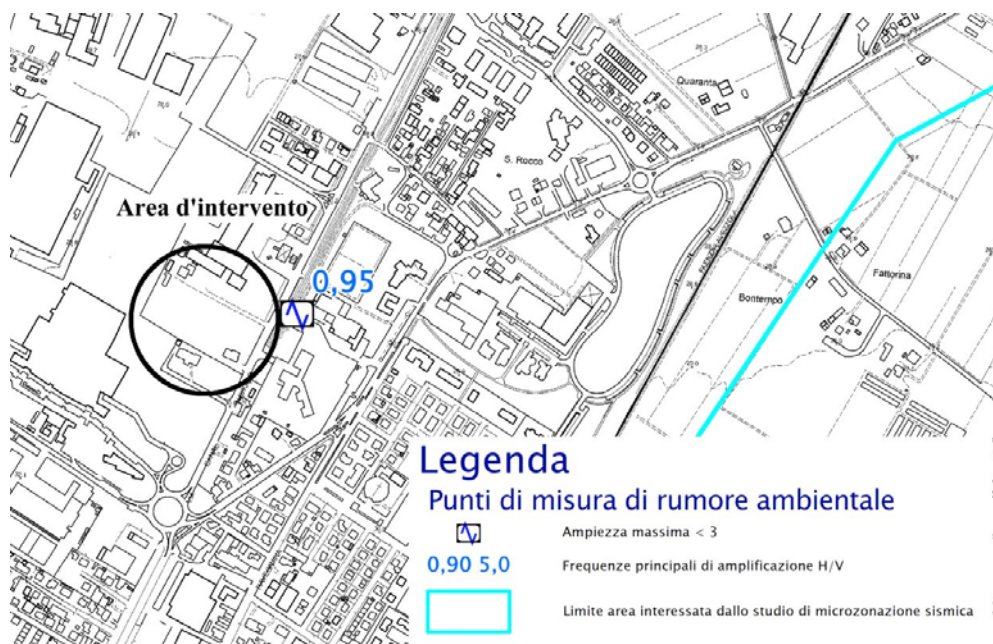 Quaranta
S. Rocco
Area d'intervento
0,95
Fattorina
Bontempo
Legenda
Punti di misura di rumore ambientale
Ampiezza massima < 3
0,90 5,0
Frequenze principali di amplificazione H/V
Limite area interessata dallo studio di microzonazione sismica